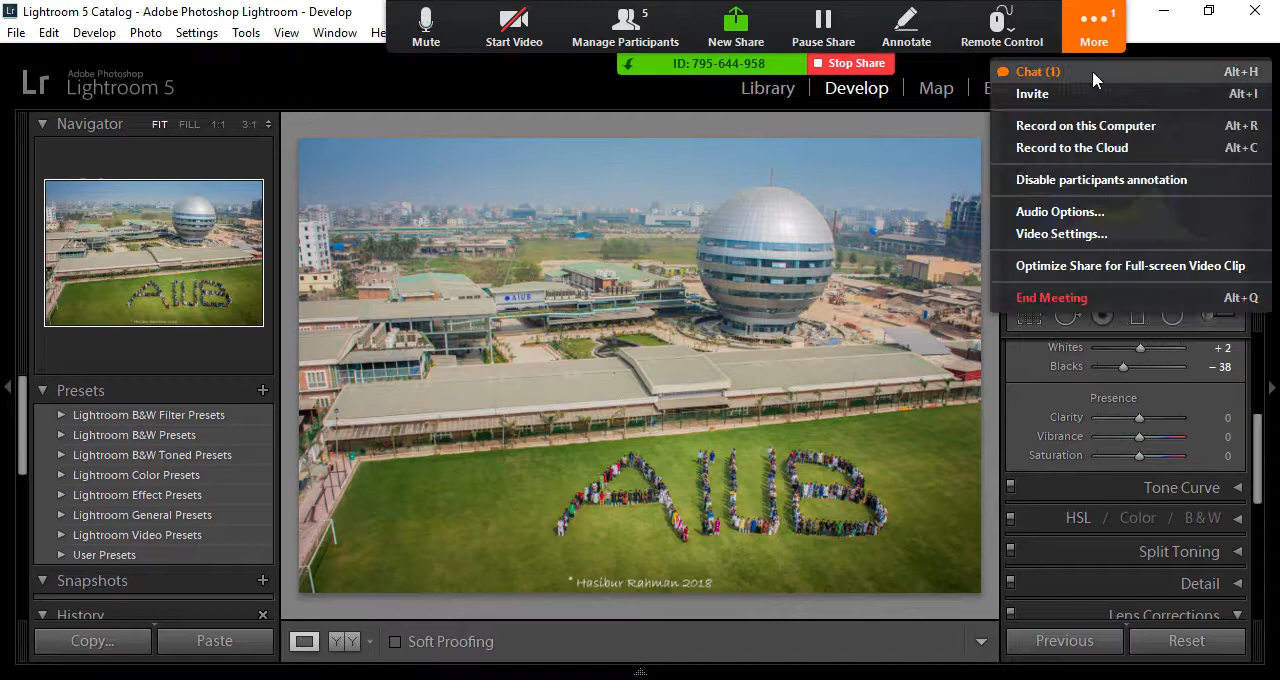 Lightroom 5 Catalog - Adobe Photoshop Lightroom - Develop
File Edit Develop Photo Settings Tools View Window He
Mute Start Video Manage Participants 5 New Share Pause Share Annotate Remote Control More 1
ID: 795-644-958 Stop Share
Lr Adobe Photoshop
Lightroom 5
Library Develop Map
Chat (1) Alt+H
Invite Alt+I
Record on this Computer Alt+R
Record to the Cloud Alt+C
Disable participants annotation
Audio Options...
Video Settings...
Optimize Share for Full-screen Video Clip
End Meeting Alt+Q
Navigator FIT FILL 1:1 3:1
Presets
Lightroom B&W Filter Presets
Lightroom B&W Presets
Lightroom B&W Toned Presets
Lightroom Color Presets
Lightroom Effect Presets
Lightroom General Presets
Lightroom Video Presets
User Presets
Snapshots
History
Copy... Paste
AIUB
AIUB
* Hasibur Rahman 2018
Soft Proofing
Whites + 2
Blacks - 38
Presence
Clarity 0
Vibrance 0
Saturation 0
Tone Curve
HSL / Color / B & W
Split Toning
Detail
Lens Corrections
Previous Reset